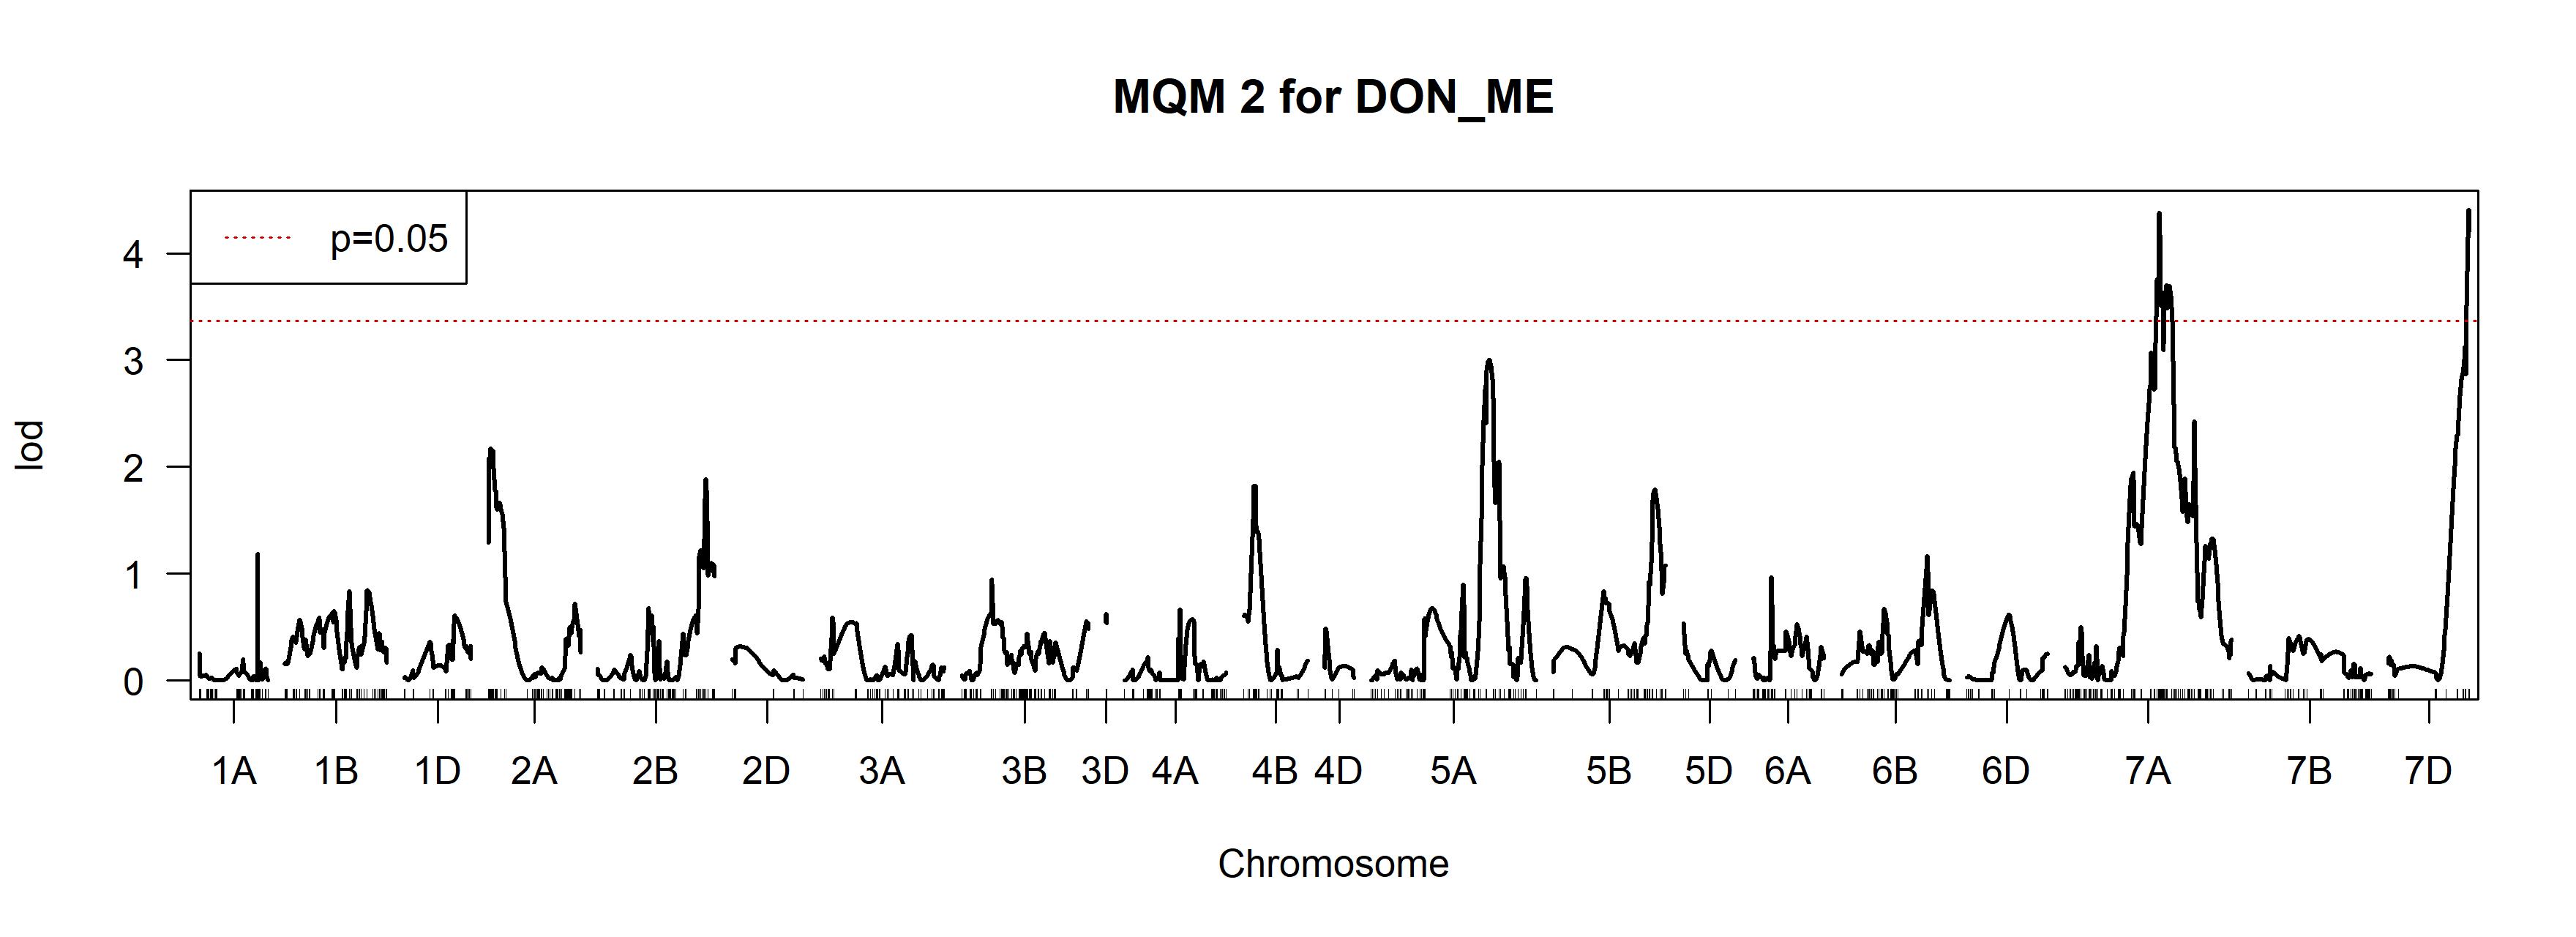 MQM 2 for DON_ME
p=0.05
4
3
2
1
0
lod
1A 1B 1D 2A 2B 2D 3A 3B 3D 4A 4B 4D 5A 5B 5D 6A 6B 6D 7A 7B 7D
Chromosome